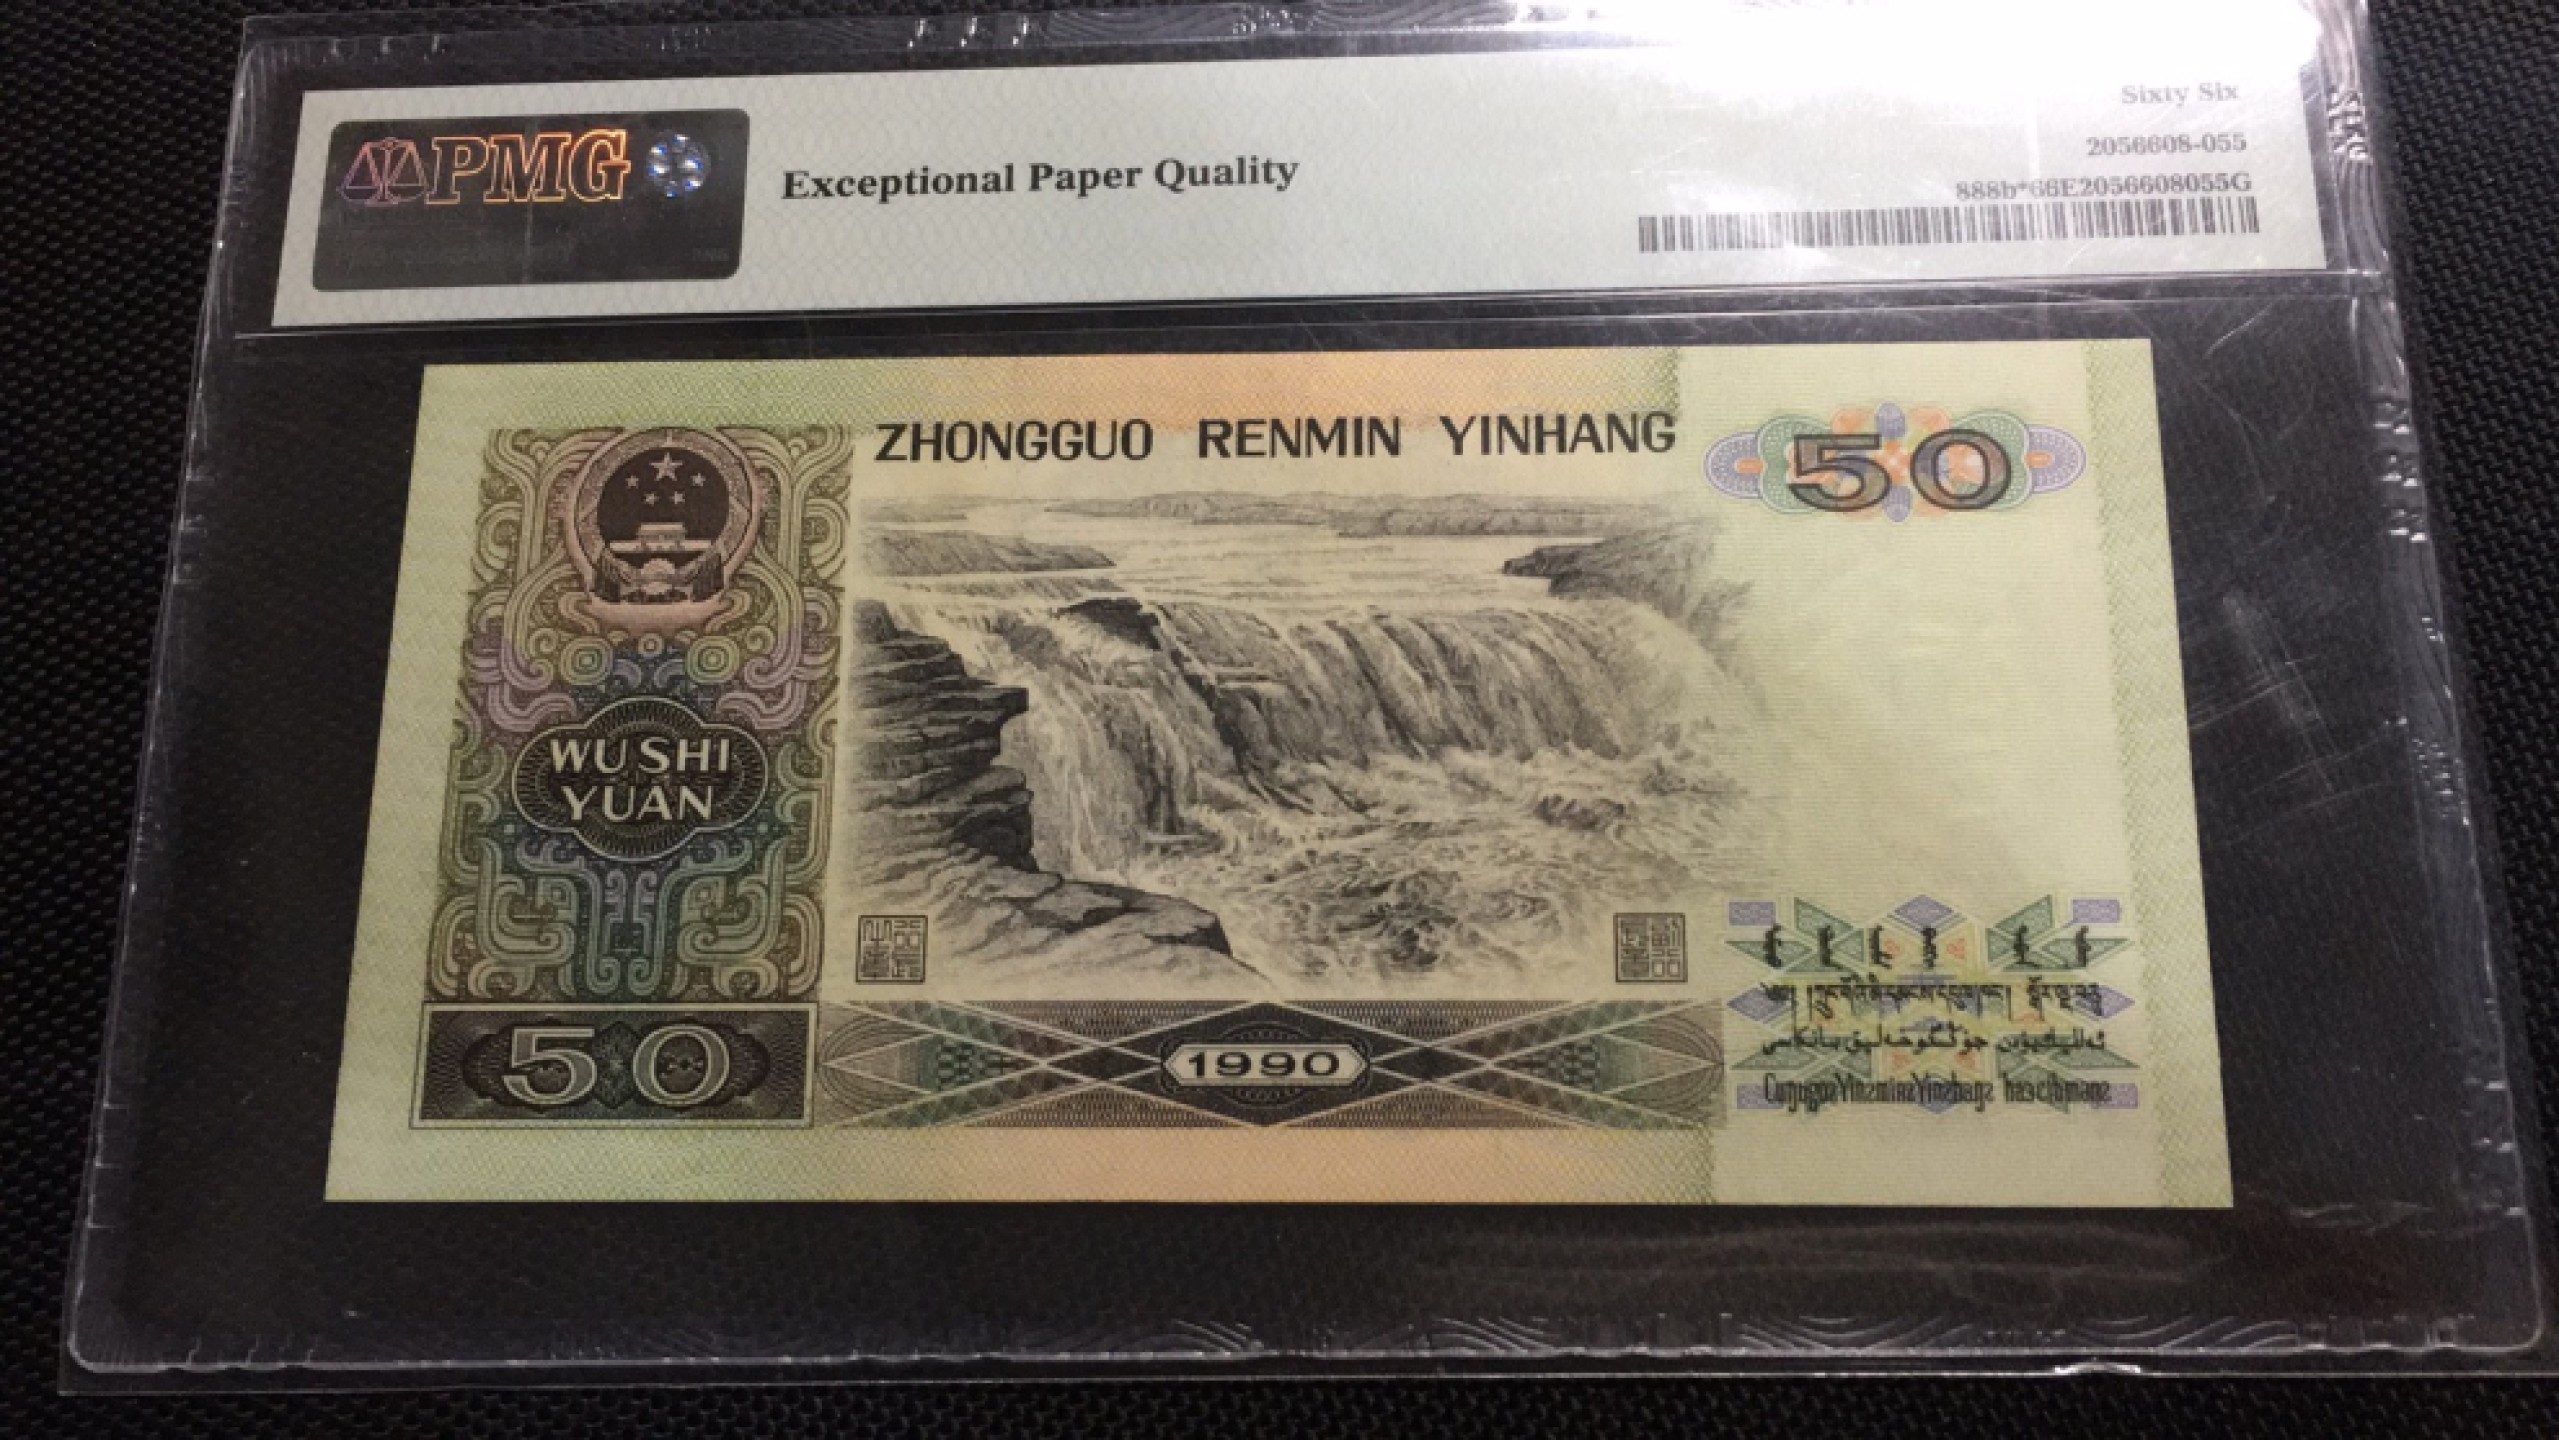 PMG
Exceptional Paper Quality
Sixty Six
2056608-055
888b*66E2056608055G
ZHONGGUO RENMIN YINHANG
50
WU SHI
YUAN
50
1990